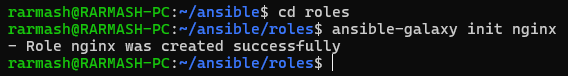 rarmash@RARMASH-PC:~/ansible$ cd roles
rarmash@RARMASH-PC:~/ansible/roles$ ansible-galaxy init nginx
- Role nginx was created successfully
rarmash@RARMASH-PC:~/ansible/roles$